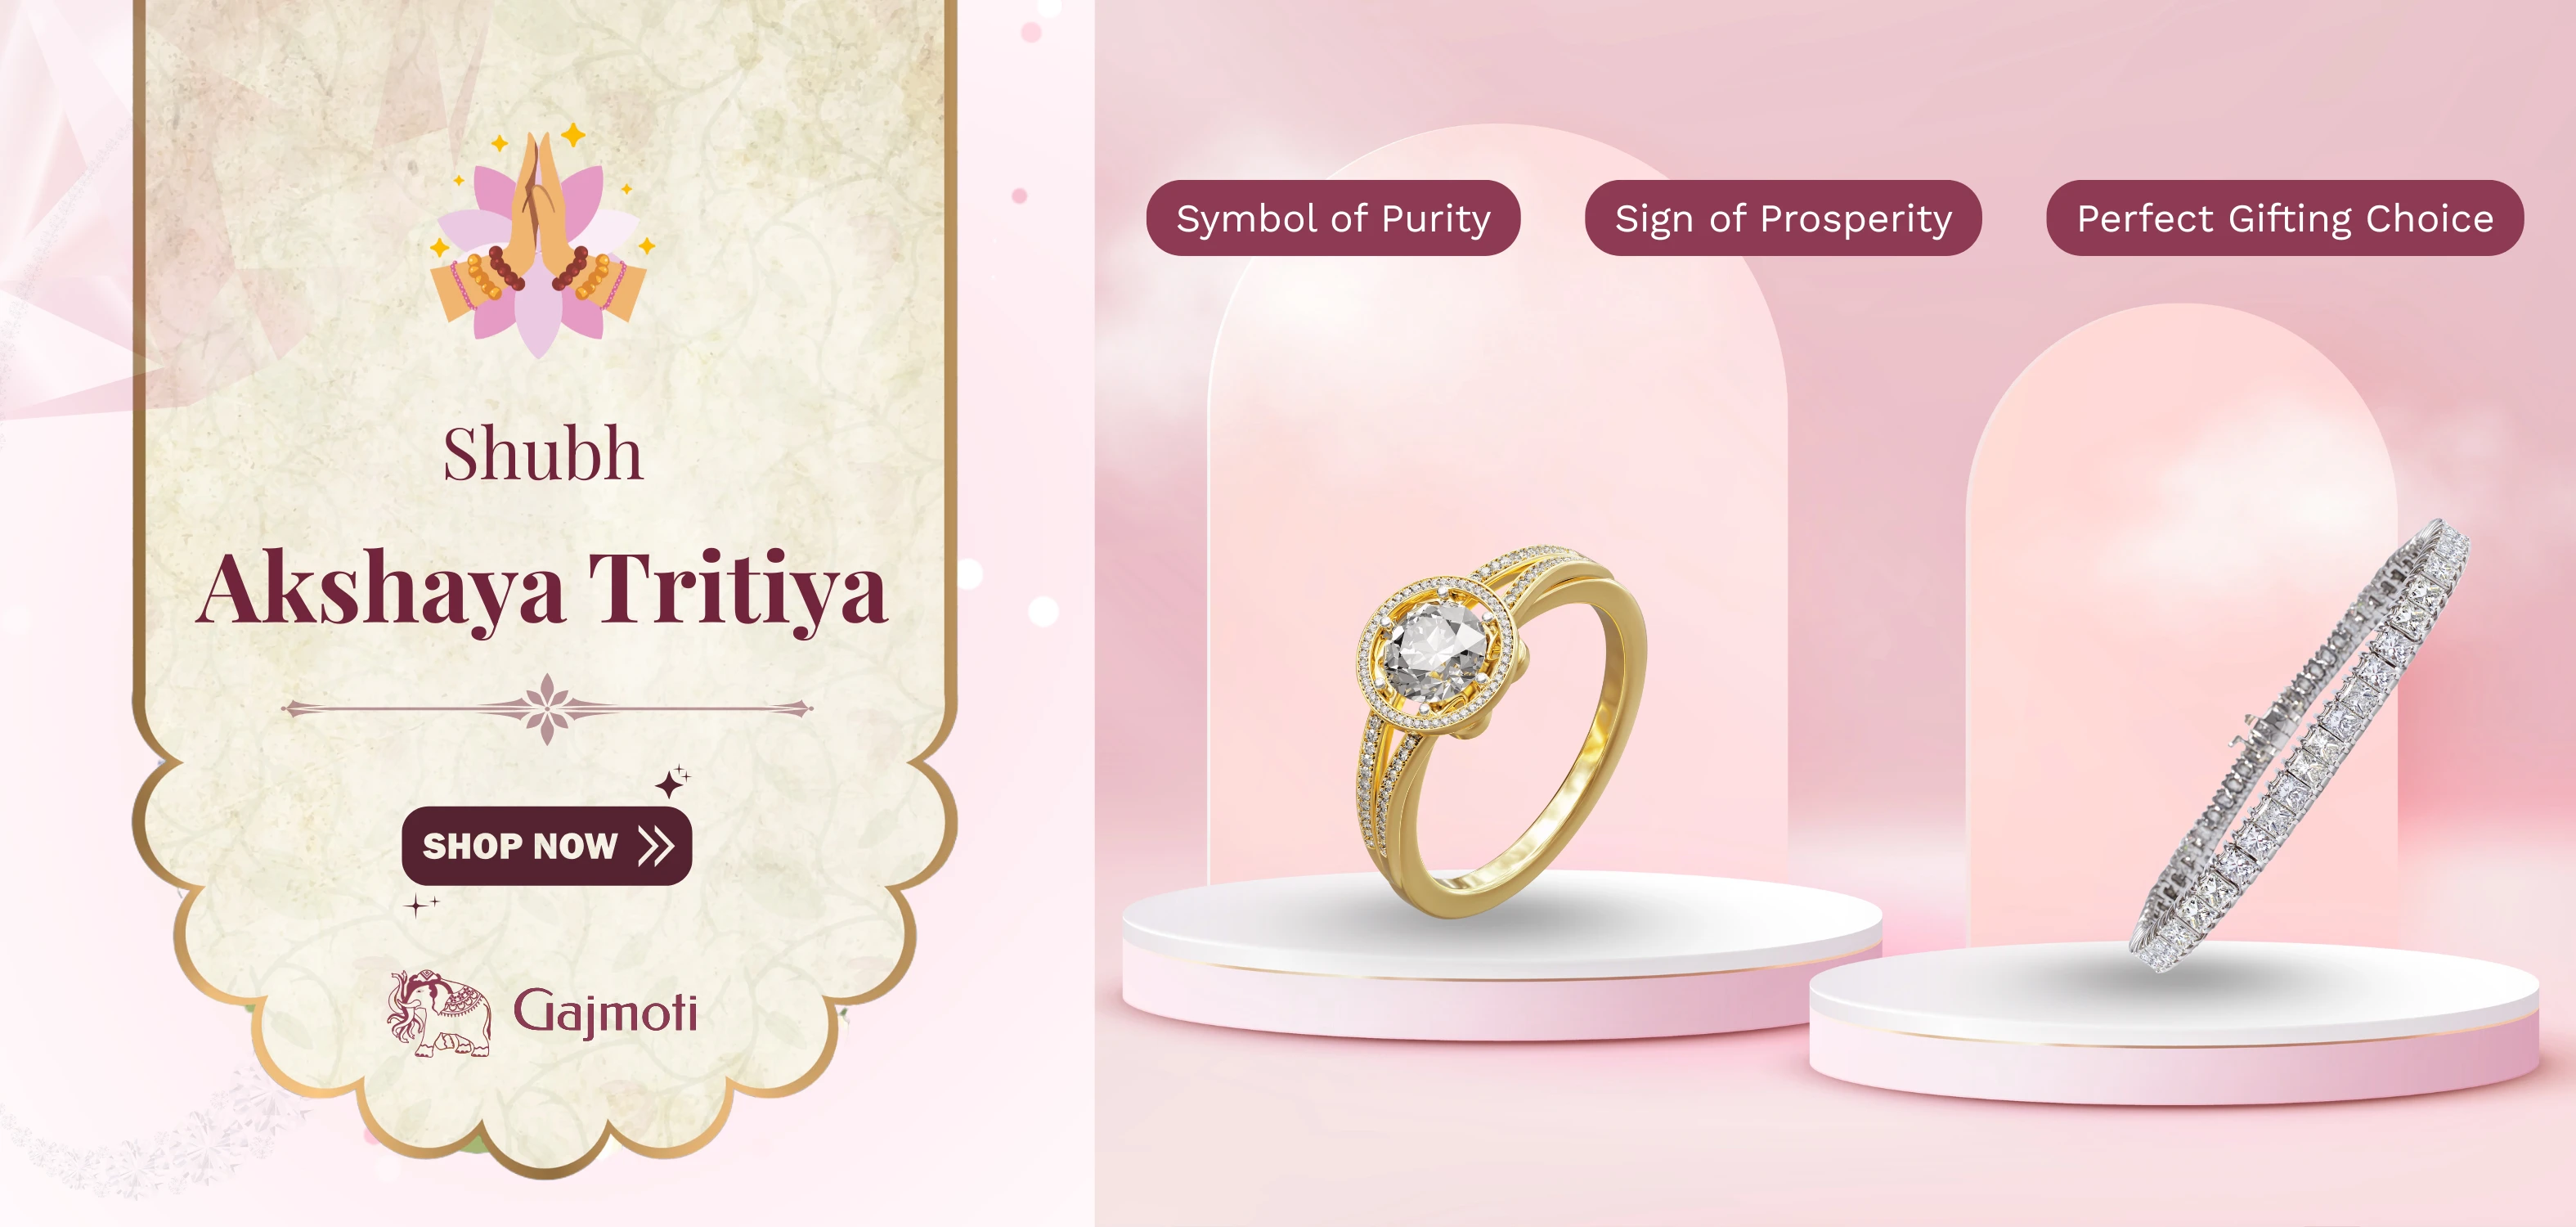 Shubh
Akshaya Tritiya
SHOP NOW
Gajmoti
Symbol of Purity
Sign of Prosperity
Perfect Gifting Choice